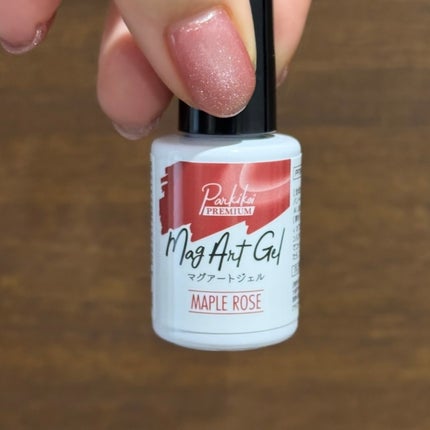 Parkikoi
PREMIUM
Mag Art Gel
マグアートジェル
MAPLE ROSE